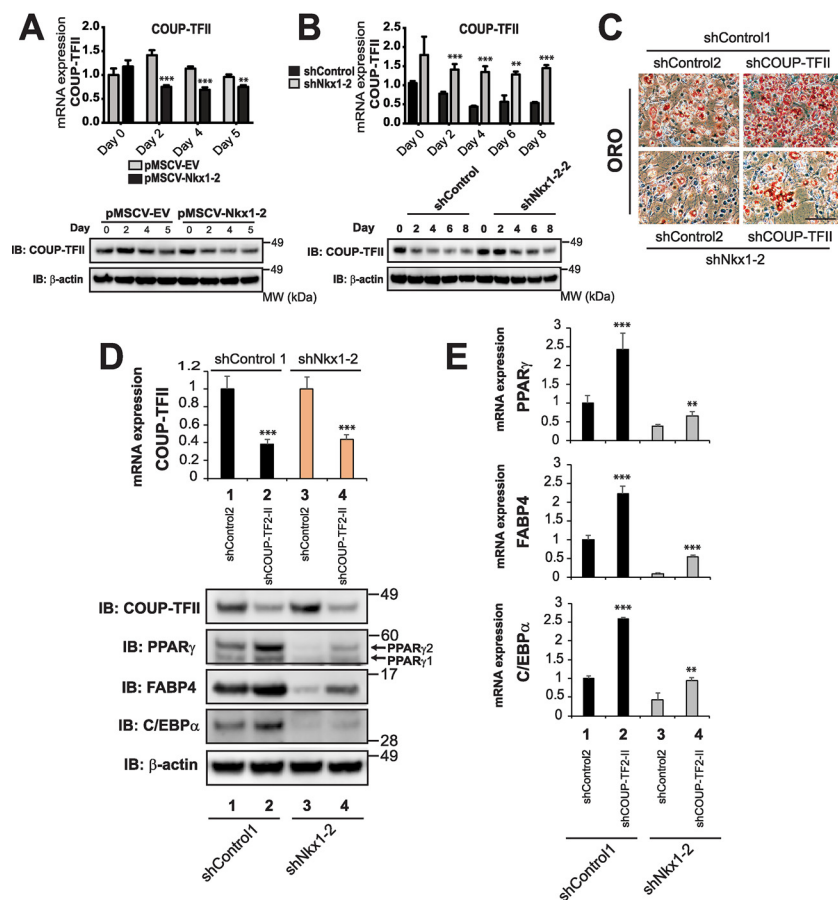 A
COUP-TFII
mRNA expression
COUP-TFII
2.0
1.5
1.0
0.5
0.0
***
***
**
Day 0
Day 2
Day 4
Day 5
pMSCV-EV
pMSCV-Nkx1-2
pMSCV-EV pMSCV-Nkx1-2
Day 0 2 4 5 0 2 4 5
IB: COUP-TFII
49
IB: β-actin
49
MW (kDa)
B
COUP-TFII
mRNA expression
COUP-TFII
2.5
2.0
1.5
1.0
0.5
0.0
***
***
**
***
shControl
shNkx1-2
Day 0
Day 2
Day 4
Day 6
Day 8
shControl
shNkx1-2-2
Day
0 2 4 6 8 0 2 4 6 8
IB: COUP-TFII
49
IB: β-actin
49
MW (kDa)
C
shControl1
shControl2 shCOUP-TFII
ORO
shControl2 shCOUP-TFII
shNkx1-2
D
shControl 1 shNkx1-2
mRNA expression
COUP-TFII
1.2
1
0.8
0.6
0.4
0.2
0
***
***
1 2 3 4
shControl2
shCOUP-TF2-II
shControl2
shCOUP-TF2-II
IB: COUP-TFII
49
IB: PPARγ
60
PPARγ2
PPARγ1
IB: FABP4
17
IB: C/EBPα
28
IB: β-actin
49
1 2 3 4
shControl1
shNkx1-2
E
mRNA expression
PPARγ
3
2.5
2
1.5
1
0.5
0
***
**
mRNA expression
FABP4
3
2.5
2
1.5
1
0.5
0
***
***
mRNA expression
C/EBPα
3
2.5
2
1.5
1
0.5
0
***
**
1 2 3 4
shControl2
shCOUP-TF2-II
shControl2
shCOUP-TF2-II
shControl1
shNkx1-2